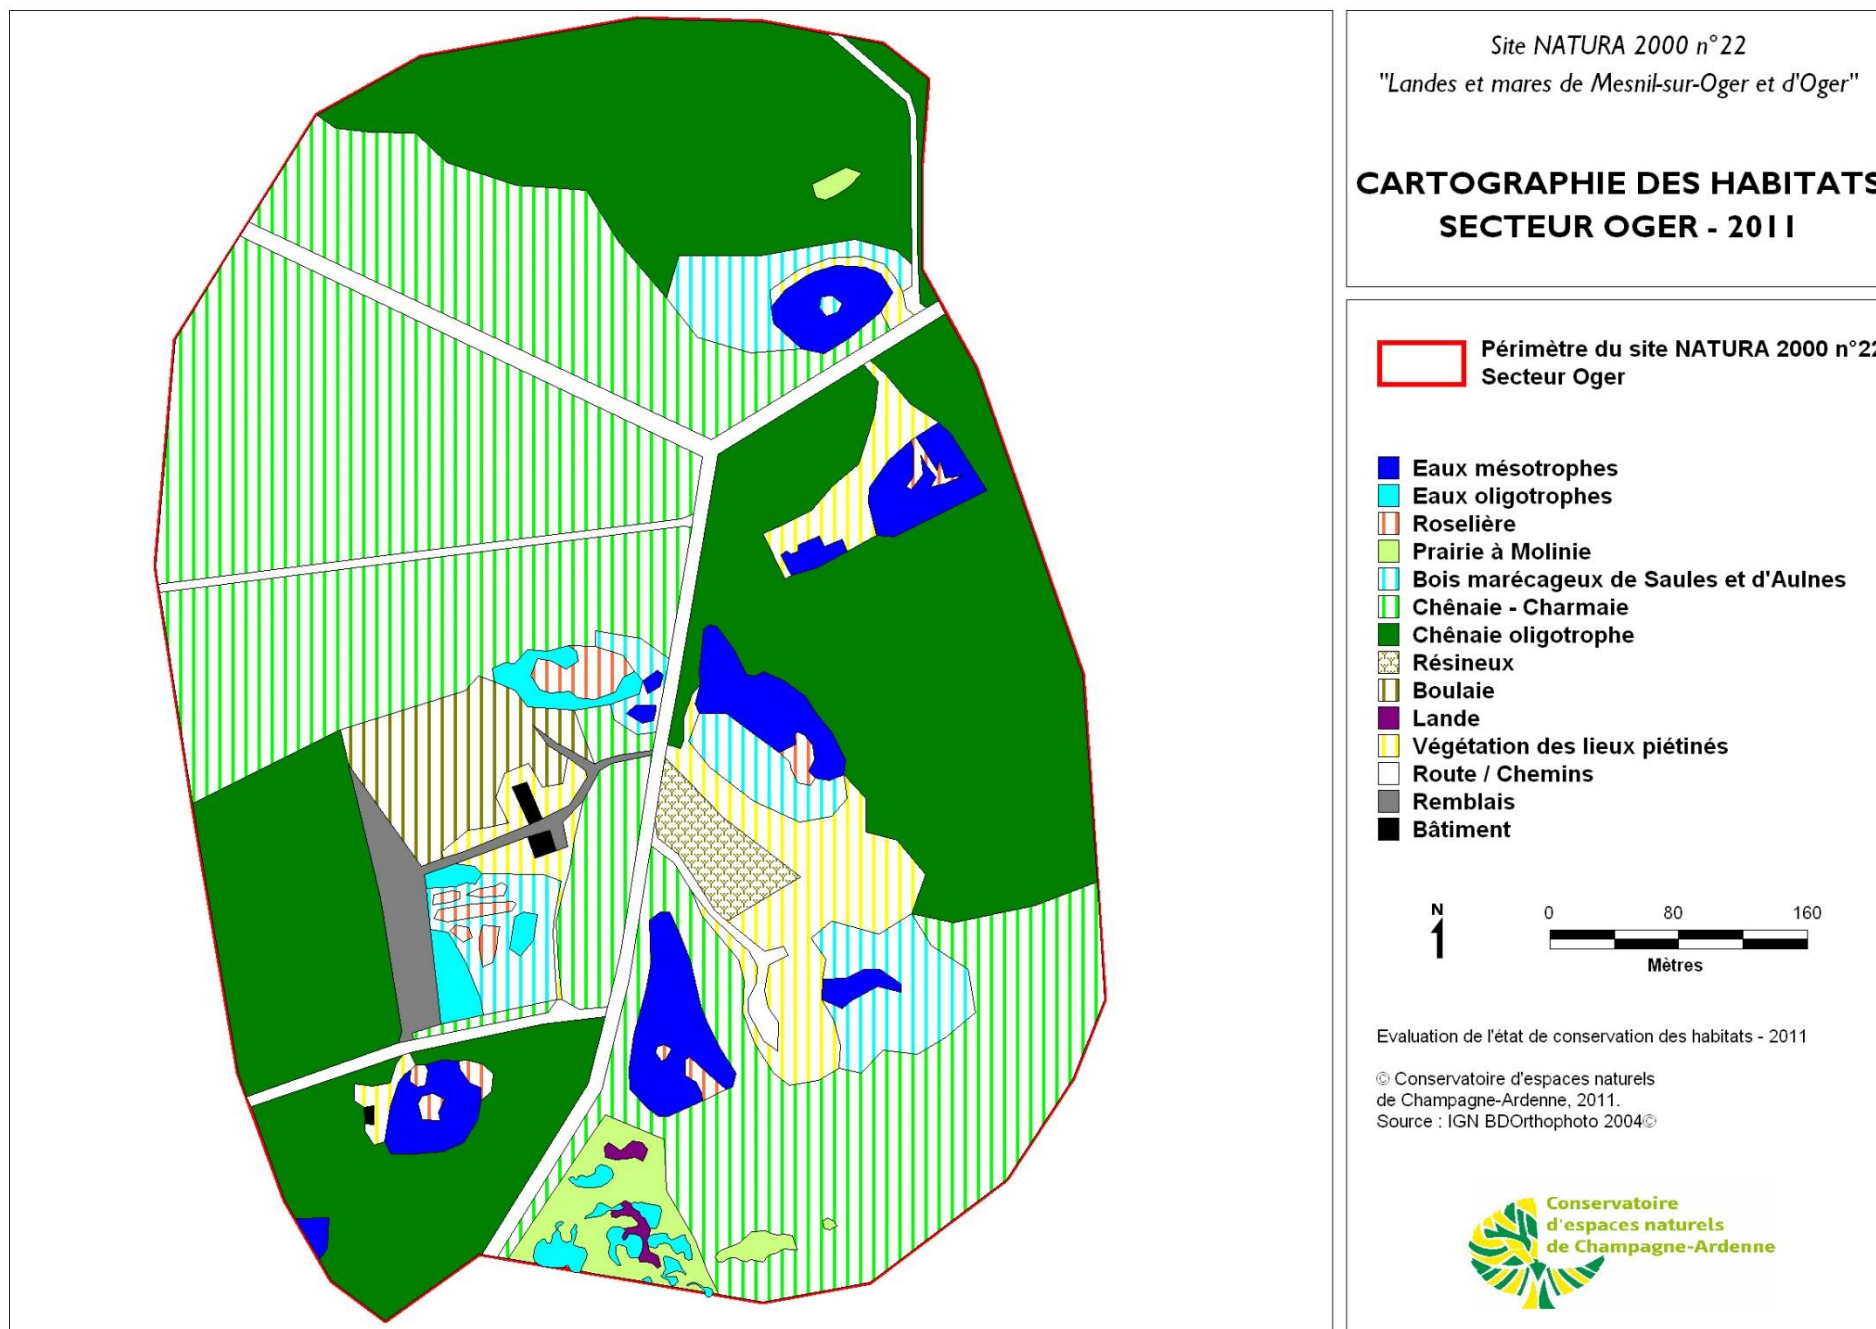 Site NATURA 2000 n°22
"Landes et mares de Mesnil-sur-Oger et d'Oger"
CARTOGRAPHIE DES HABITATS
SECTEUR OGER - 2011
Périmètre du site NATURA 2000 n°22
Secteur Oger
Eaux mésotrophes
Eaux oligotrophes
Roselière
Prairie à Molinie
Bois marécageux de Saules et d'Aulnes
Chênaie - Charmaie
Chênaie oligotrophe
Résineux
Boulaie
Lande
Végétation des lieux piétinés
Route / Chemins
Remblais
Bâtiment
N
0 80 160
Mètres
Evaluation de l'état de conservation des habitats - 2011
© Conservatoire d'espaces naturels
de Champagne-Ardenne, 2011.
Source : IGN BDOrthophoto 2004©
Conservatoire
d'espaces naturels
de Champagne-Ardenne